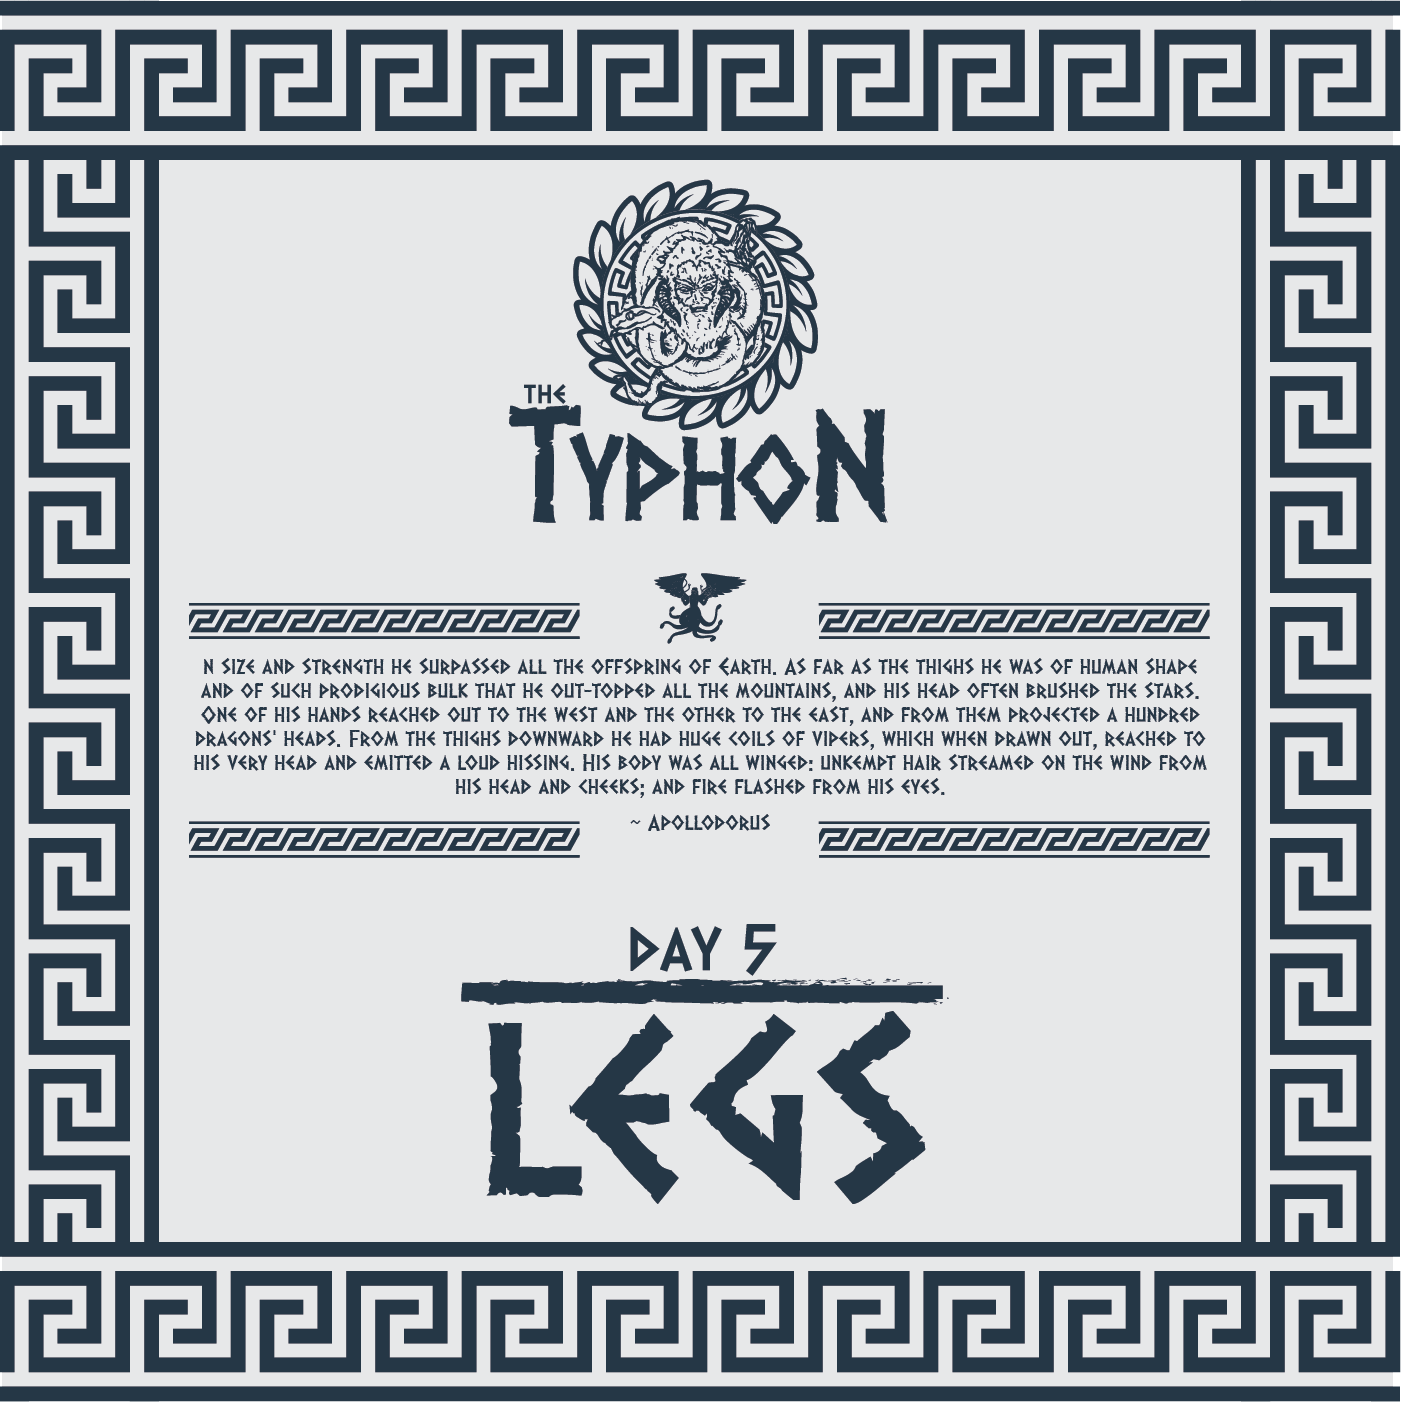 THE
TYPHON
N SIZE AND STRENGTH HE SURPASSED ALL THE OFFSPRING OF EARTH. AS FAR AS THE THIGHS HE WAS OF HUMAN SHAPE
AND OF SUCH PRODIGIOUS BULK THAT HE OUT-TOPPED ALL THE MOUNTAINS, AND HIS HEAD OFTEN BRUSHED THE STARS.
ONE OF HIS HANDS REACHED OUT TO THE WEST AND THE OTHER TO THE EAST, AND FROM THEM PROJECTED A HUNDRED
DRAGONS' HEADS. FROM THE THIGHS DOWNWARD HE HAD HUGE COILS OF VIPERS, WHICH WHEN DRAWN OUT, REACHED TO
HIS VERY HEAD AND EMITTED A LOUD HISSING. HIS BODY WAS ALL WINGED: UNKEMPT HAIR STREAMED ON THE WIND FROM
HIS HEAD AND CHEEKS; AND FIRE FLASHED FROM HIS EYES.
~ APOLLODORUS
DAY 5
LEGS